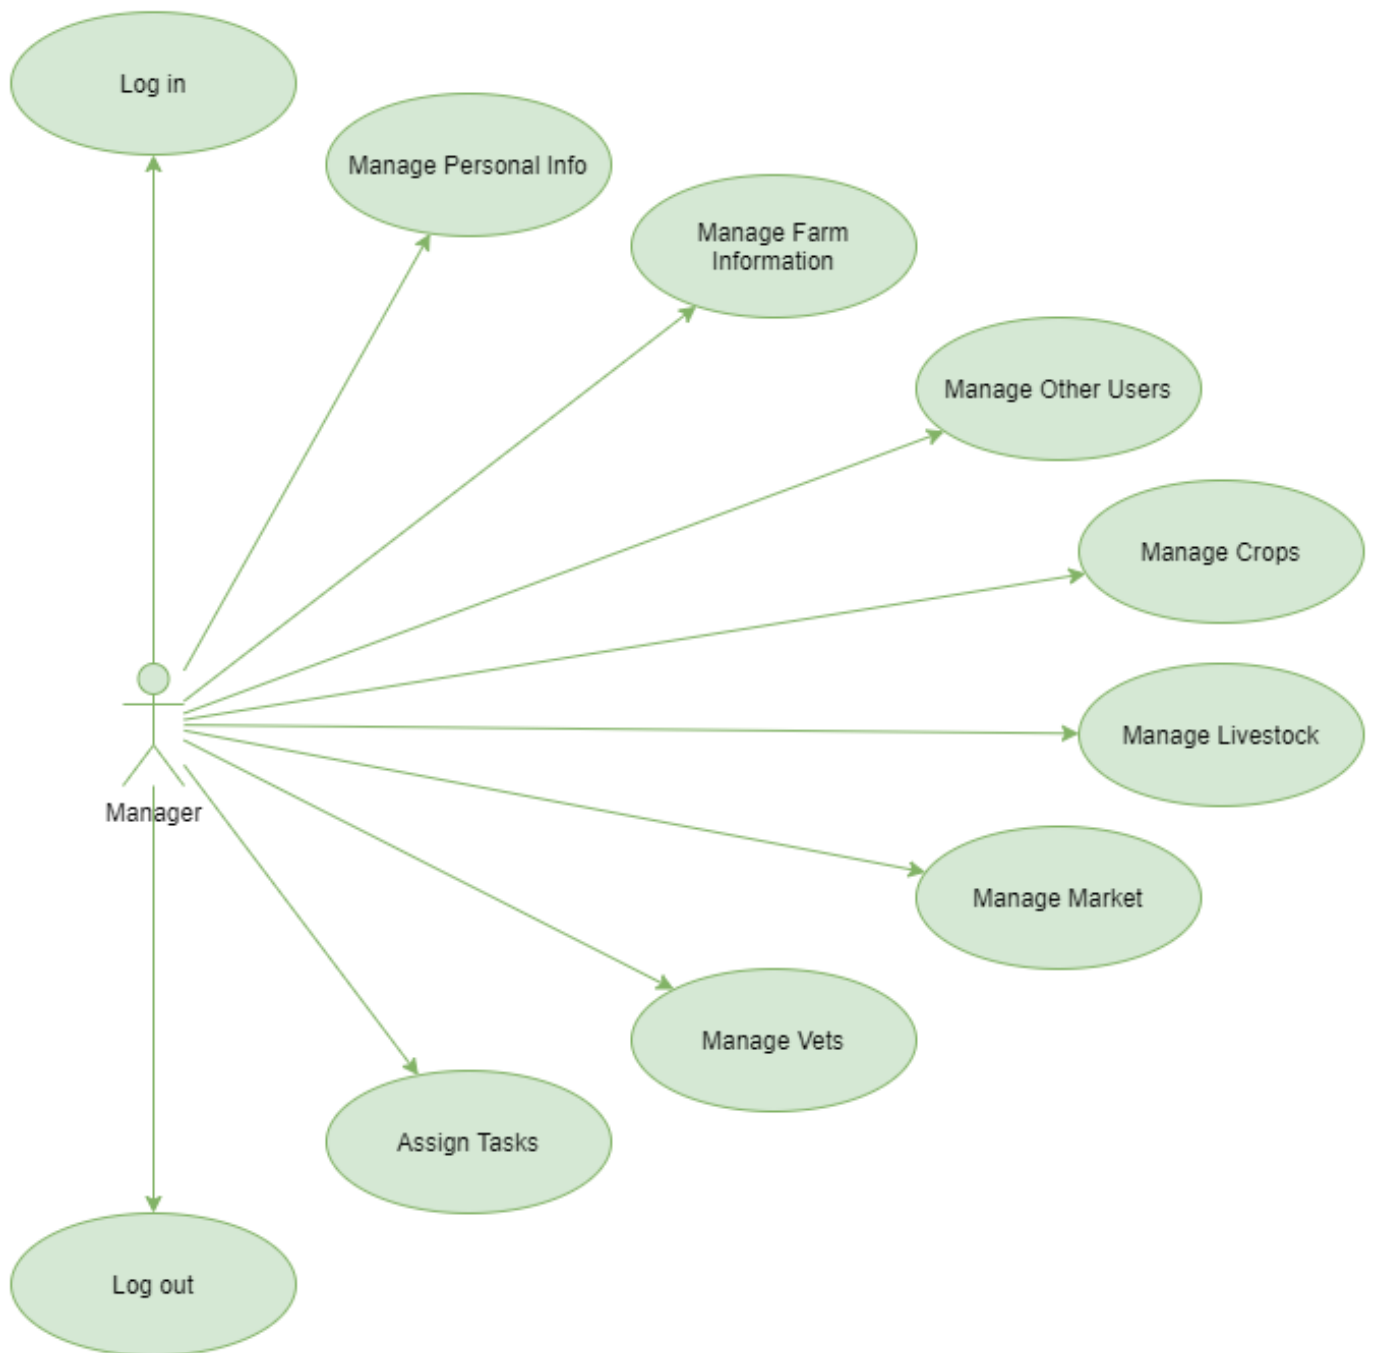 Log in
Manage Personal Info
Manage Farm
Information
Manage Other Users
Manage Crops
Manage Livestock
Manager
Manage Market
Manage Vets
Assign Tasks
Log out